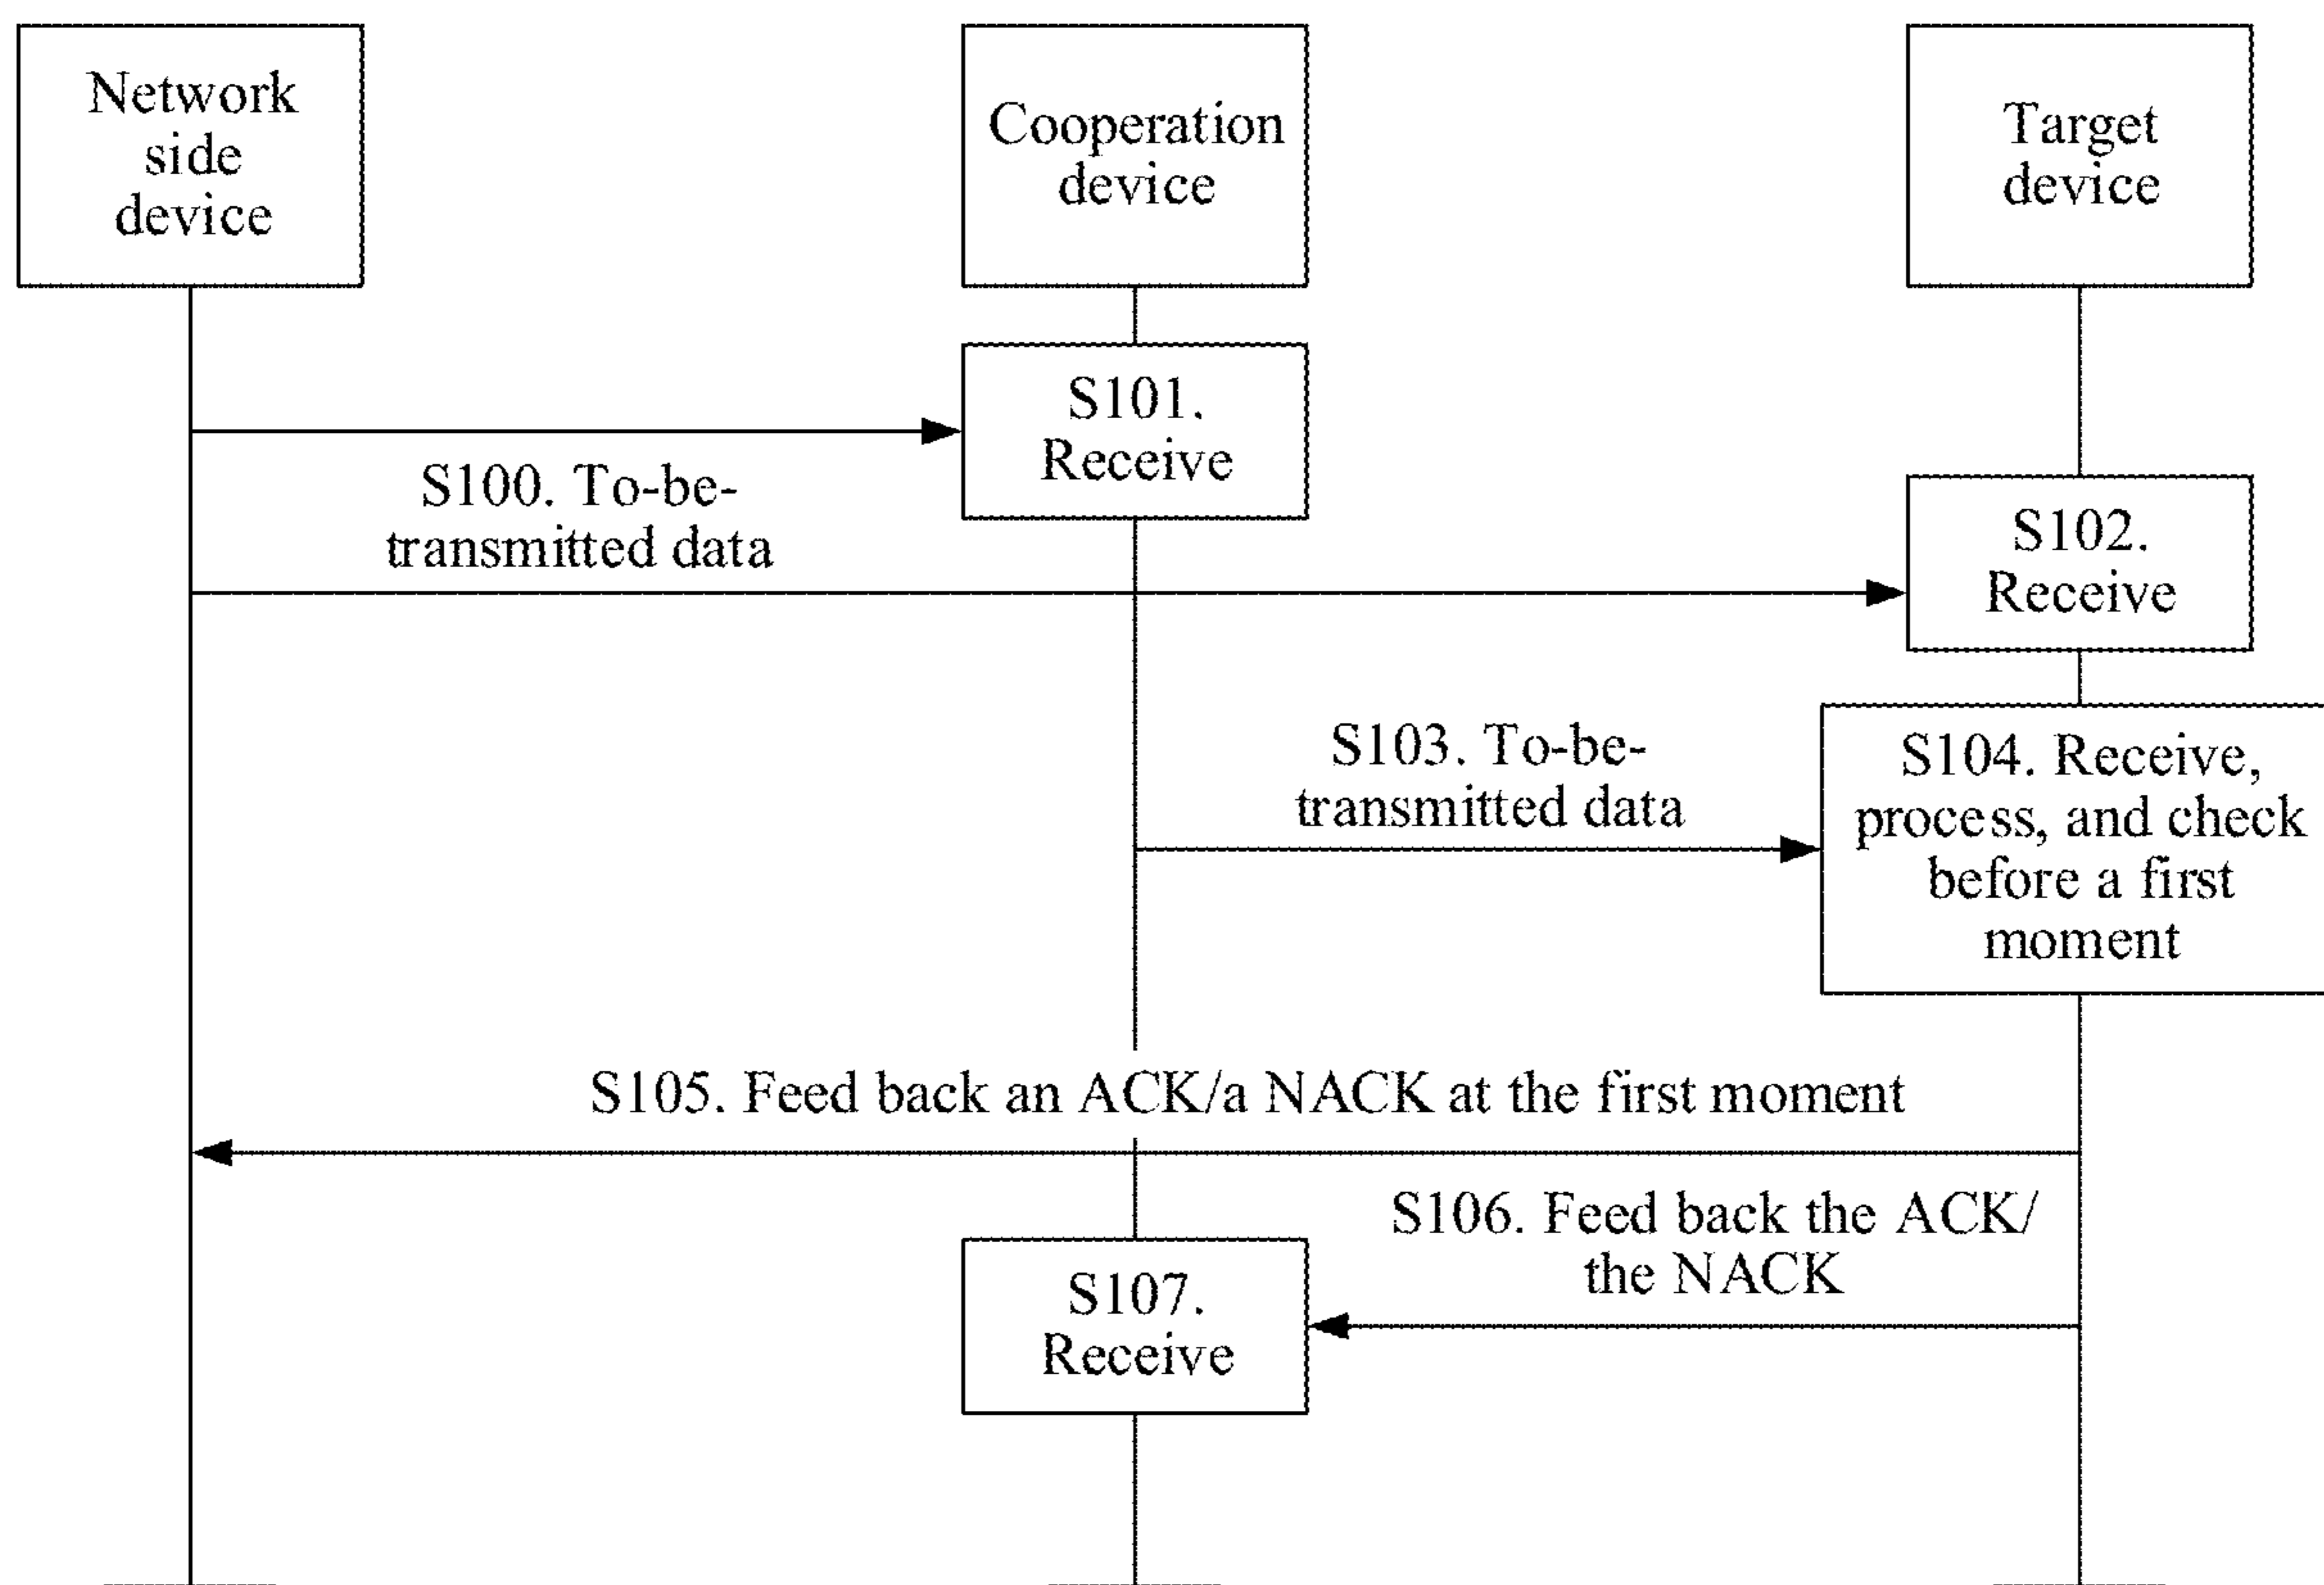 Network
side
device
Cooperation
device
Target
device
S101.
Receive
S100. To-be-
transmitted data
S102.
Receive
S103. To-be-
transmitted data
S104. Receive,
process, and check
before a first
moment
S105. Feed back an ACK/a NACK at the first moment
S106. Feed back the ACK/
the NACK
S107.
Receive